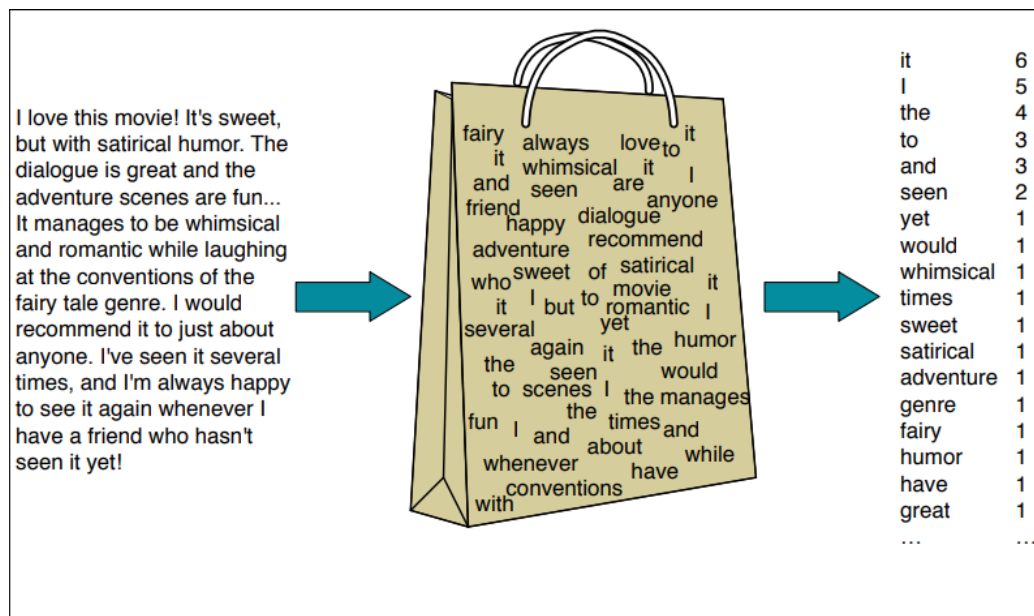 I love this movie! It's sweet,
but with satirical humor. The
dialogue is great and the
adventure scenes are fun...
It manages to be whimsical
and romantic while laughing
at the conventions of the
fairy tale genre. I would
recommend it to just about
anyone. I've seen it several
times, and I'm always happy
to see it again whenever I
have a friend who hasn't
seen it yet!
fairy always love to it
it whimsical it I
and seen are anyone
friend happy dialogue
adventure recommend
who sweet of satirical
it I but to movie it
romantic I
several yet
again it the humor
the seen would
to scenes I the manages
fun I and the times and
whenever about while
have
with conventions
it 6
I 5
the 4
to 3
and 3
seen 2
yet 1
would 1
whimsical 1
times 1
sweet 1
satirical 1
adventure 1
genre 1
fairy 1
humor 1
have 1
great 1
... ...